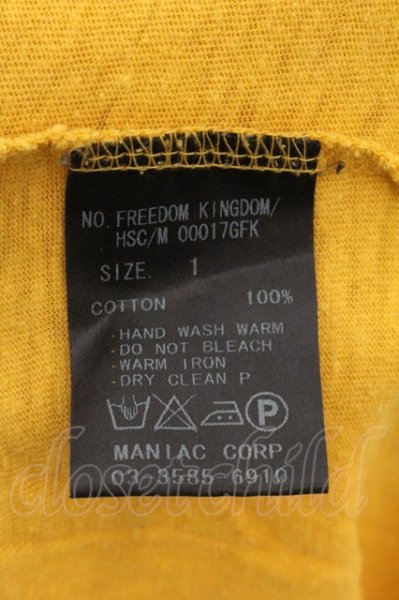 NO. FREEDOM KINGDOM/
HSC/M 00017GFK
SIZE. 1
COTTON 100%
·HAND WASH WARM
·DO NOT BLEACH
·WARM IRON
·DRY CLEAN P
P
MANIAC CORP
03-3585-6910
closet child